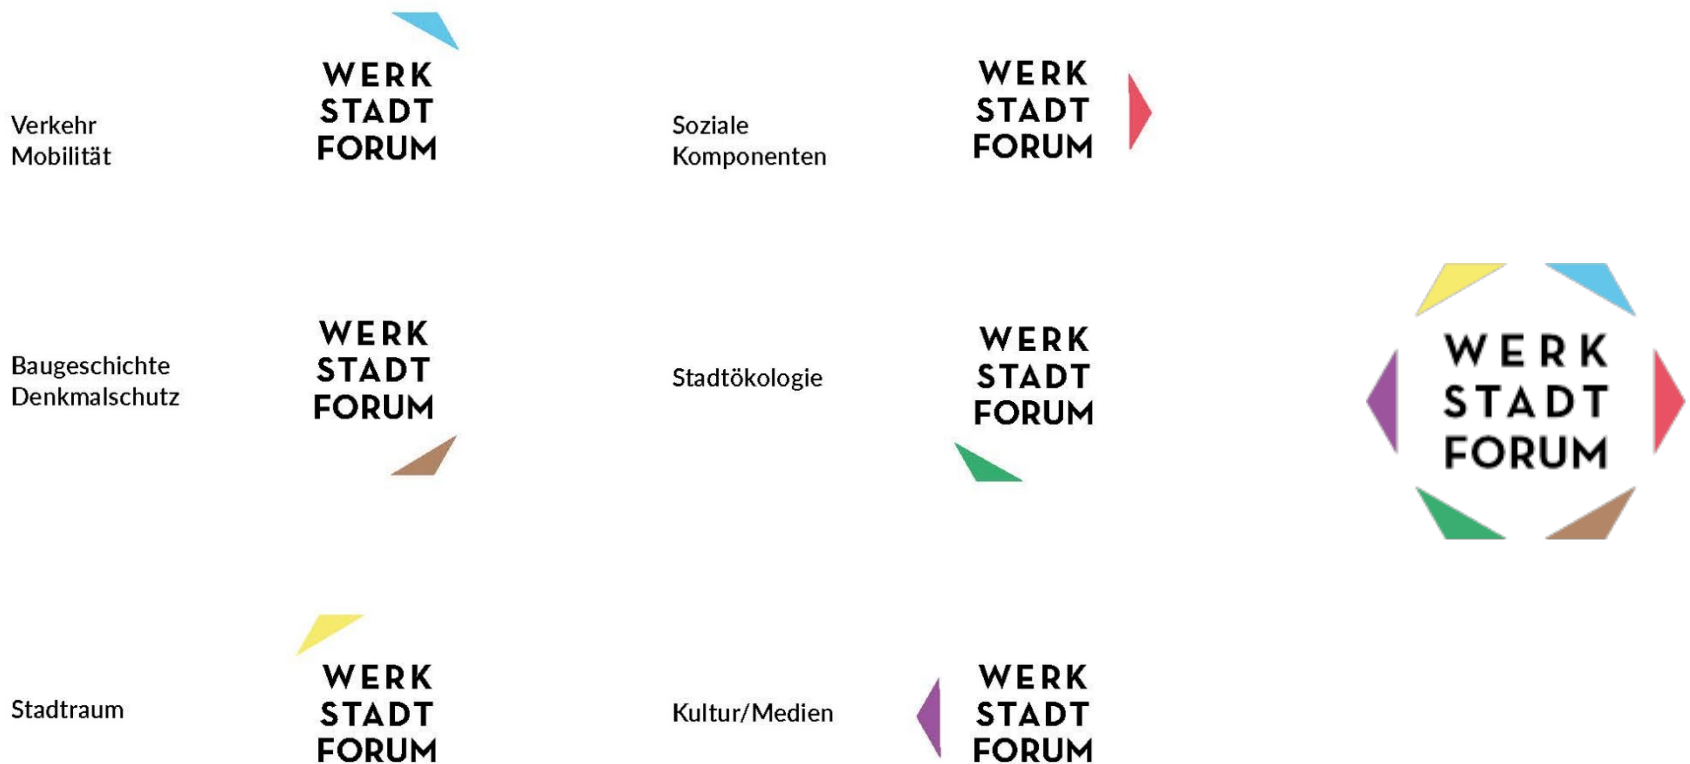 Verkehr
Mobilität
WERK
STADT
FORUM
Soziale
Komponenten
WERK
STADT
FORUM
Baugeschichte
Denkmalschutz
WERK
STADT
FORUM
Stadtökologie
WERK
STADT
FORUM
WERK
STADT
FORUM
Stadtraum
WERK
STADT
FORUM
Kultur/Medien
WERK
STADT
FORUM